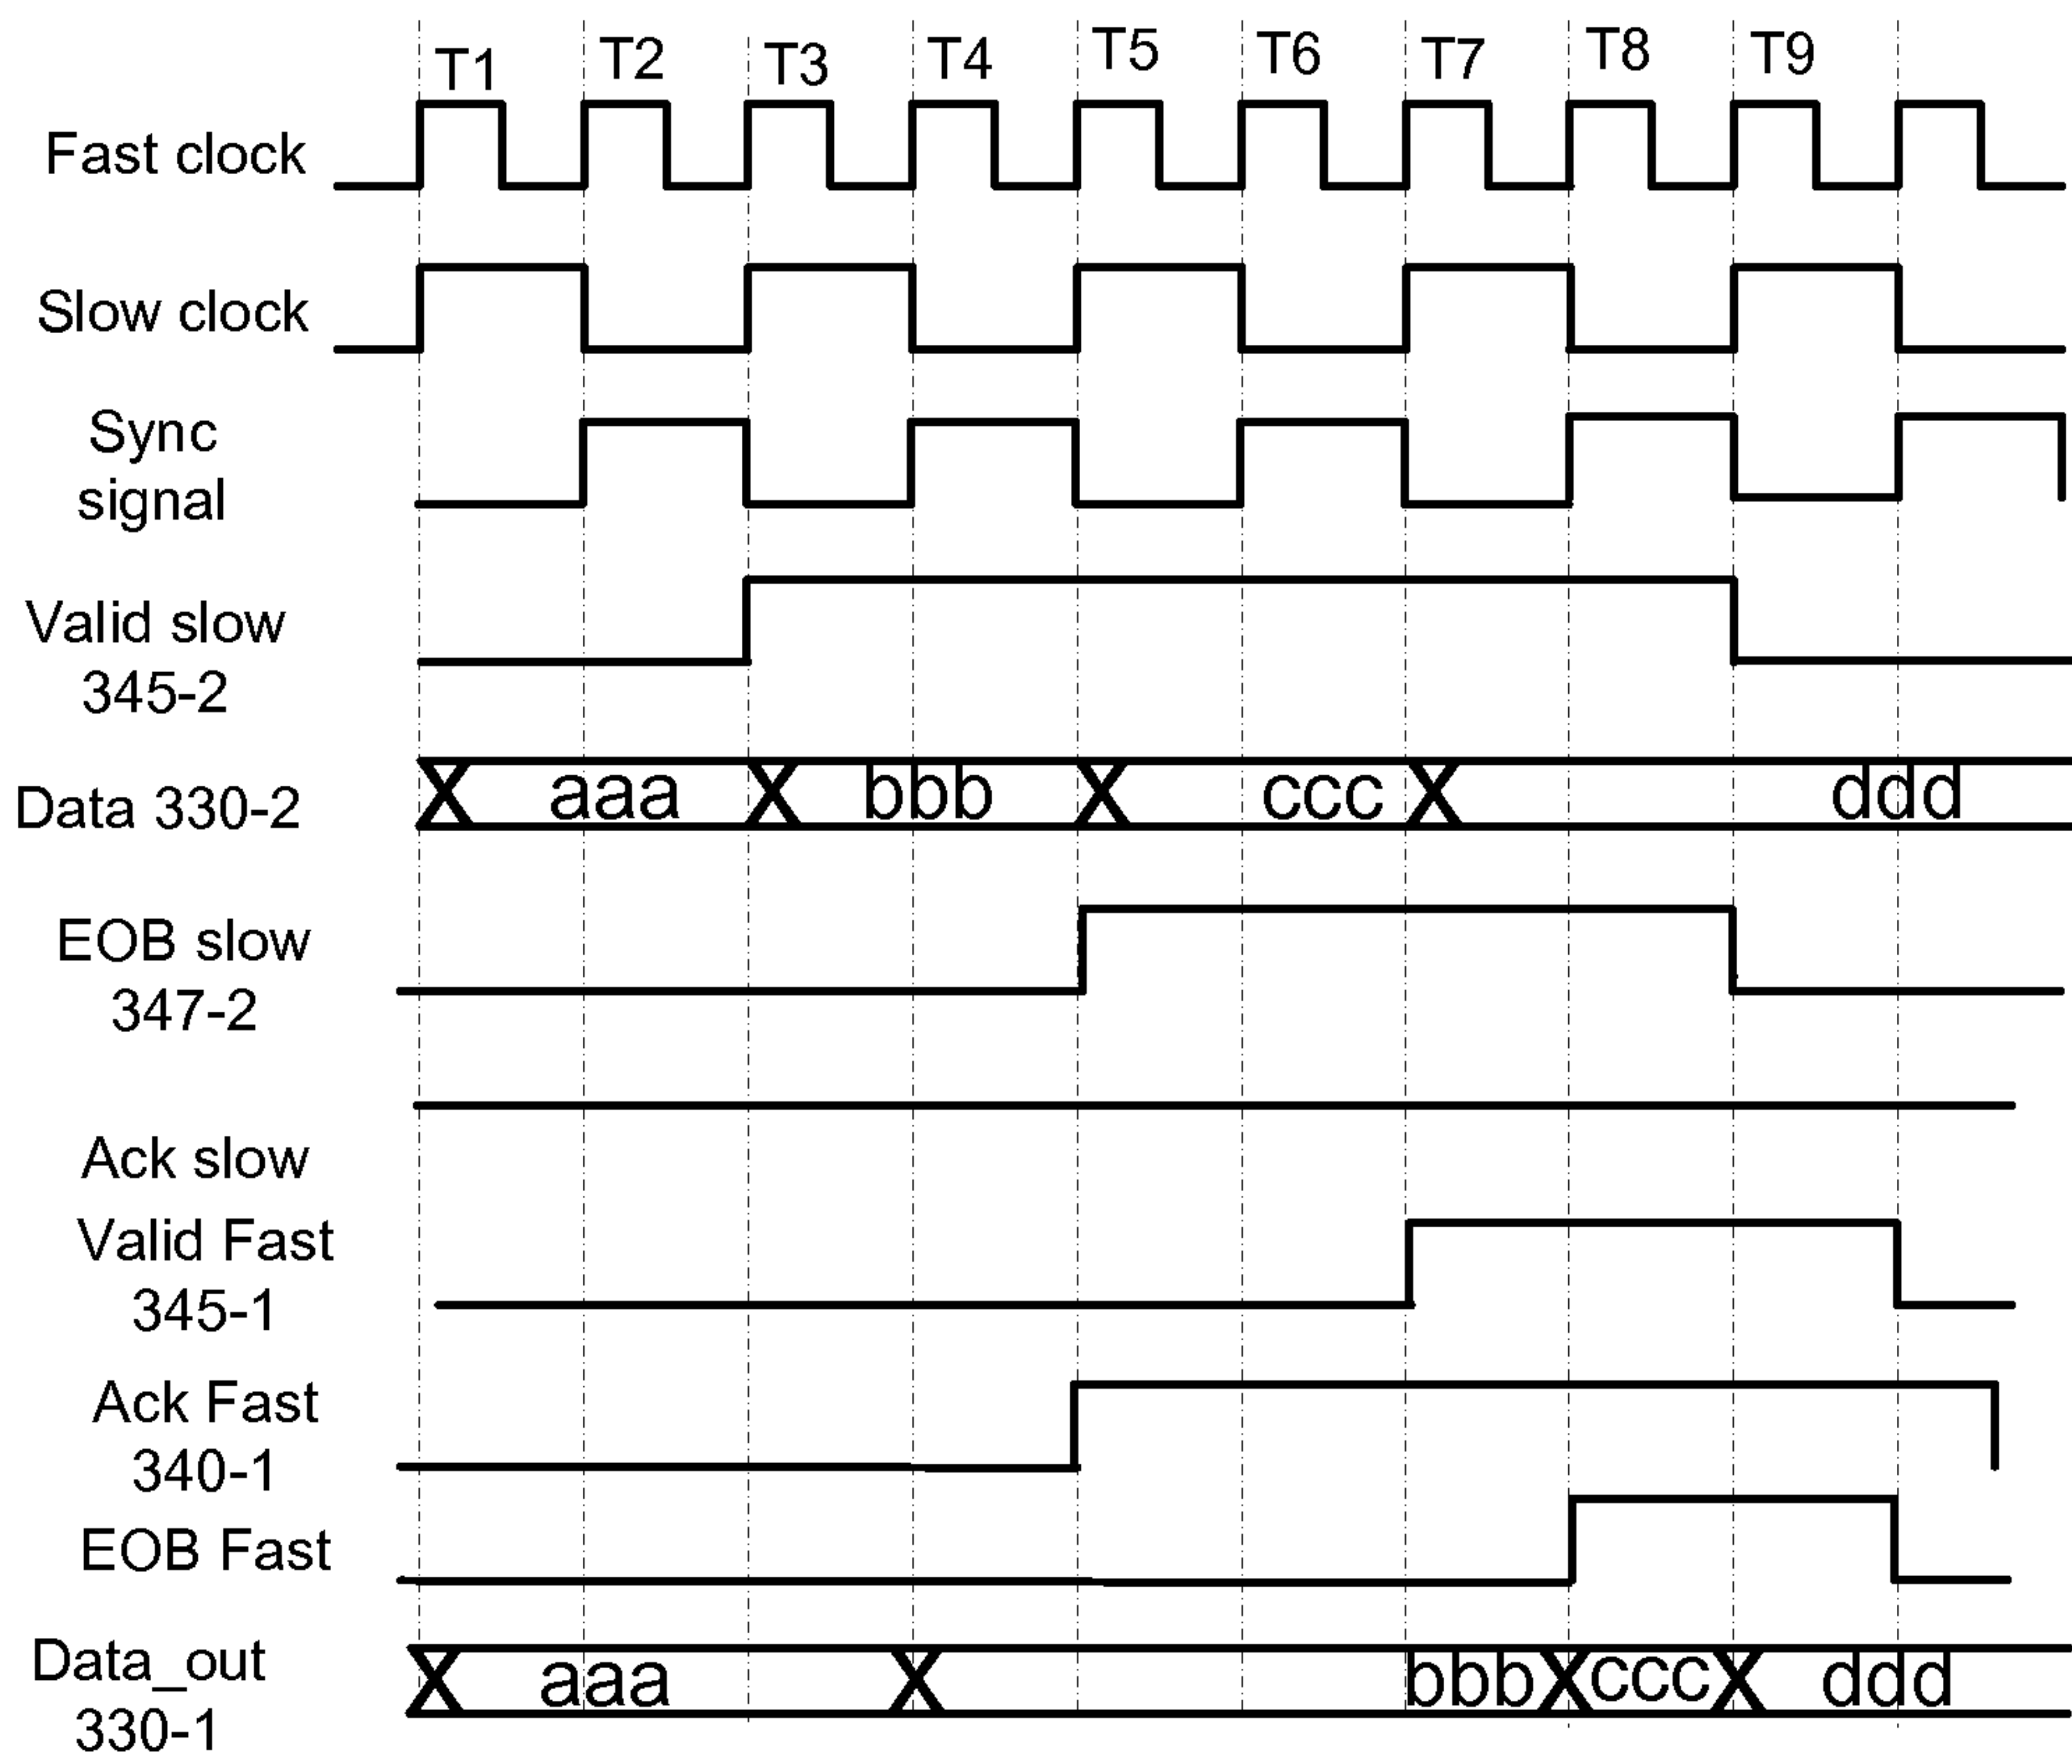 T1 T2 T3 T4 T5 T6 T7 T8 T9
Fast clock
Slow clock
Sync
signal
Valid slow
345-2
Data 330-2 X aaa X bbb X ccc X ddd
EOB slow
347-2
Ack slow
Valid Fast
345-1
Ack Fast
340-1
EOB Fast
Data_out X aaa X bbb X ccc X ddd
330-1